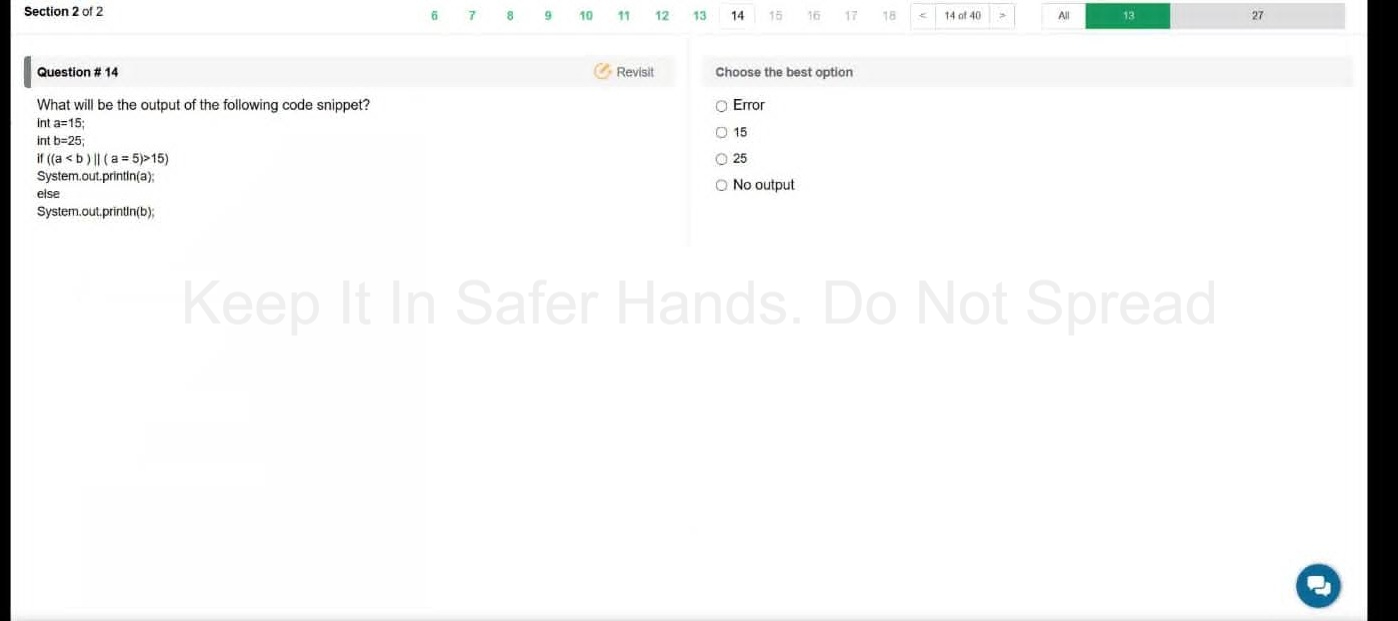 Section 2 of 2
6 7 8 9 10 11 12 13 14 15 16 17 18 < 14 of 40 > All 13 27
Question # 14
Revisit
What will be the output of the following code snippet?
int a=15;
int b=25;
if ((a < b ) || ( a = 5)>15)
System.out.println(a);
else
System.out.println(b);
Choose the best option
Error
15
25
No output
Keep It In Safer Hands. Do Not Spread